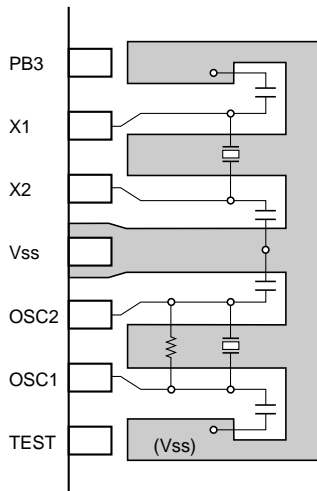 PB3
X1
X2
Vss
OSC2
OSC1
TEST
(Vss)